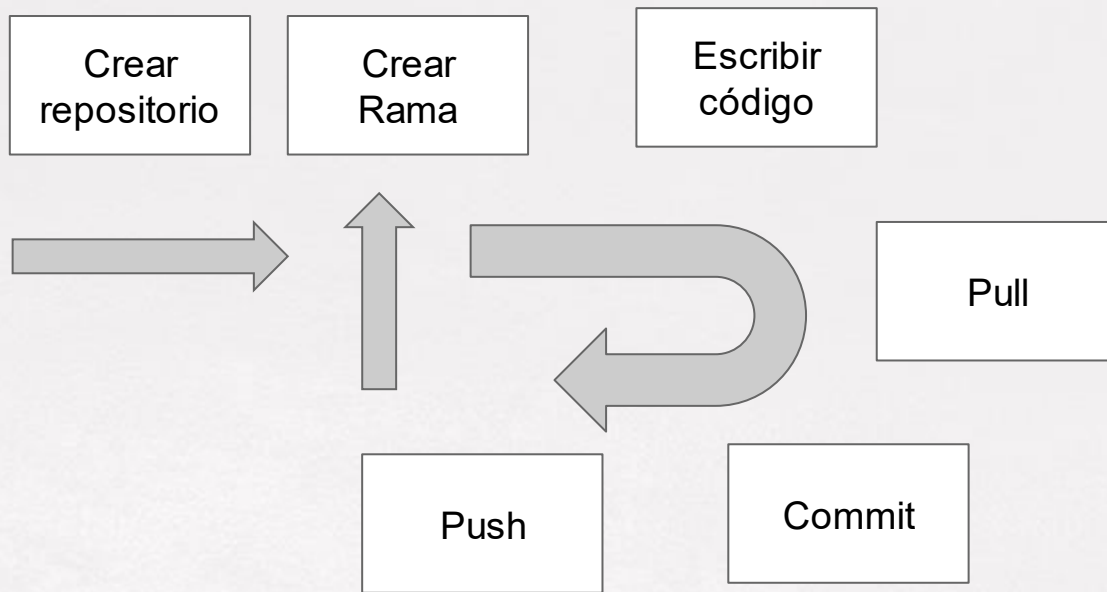 Crear
repositorio
Crear
Rama
Escribir
código
Pull
Commit
Push